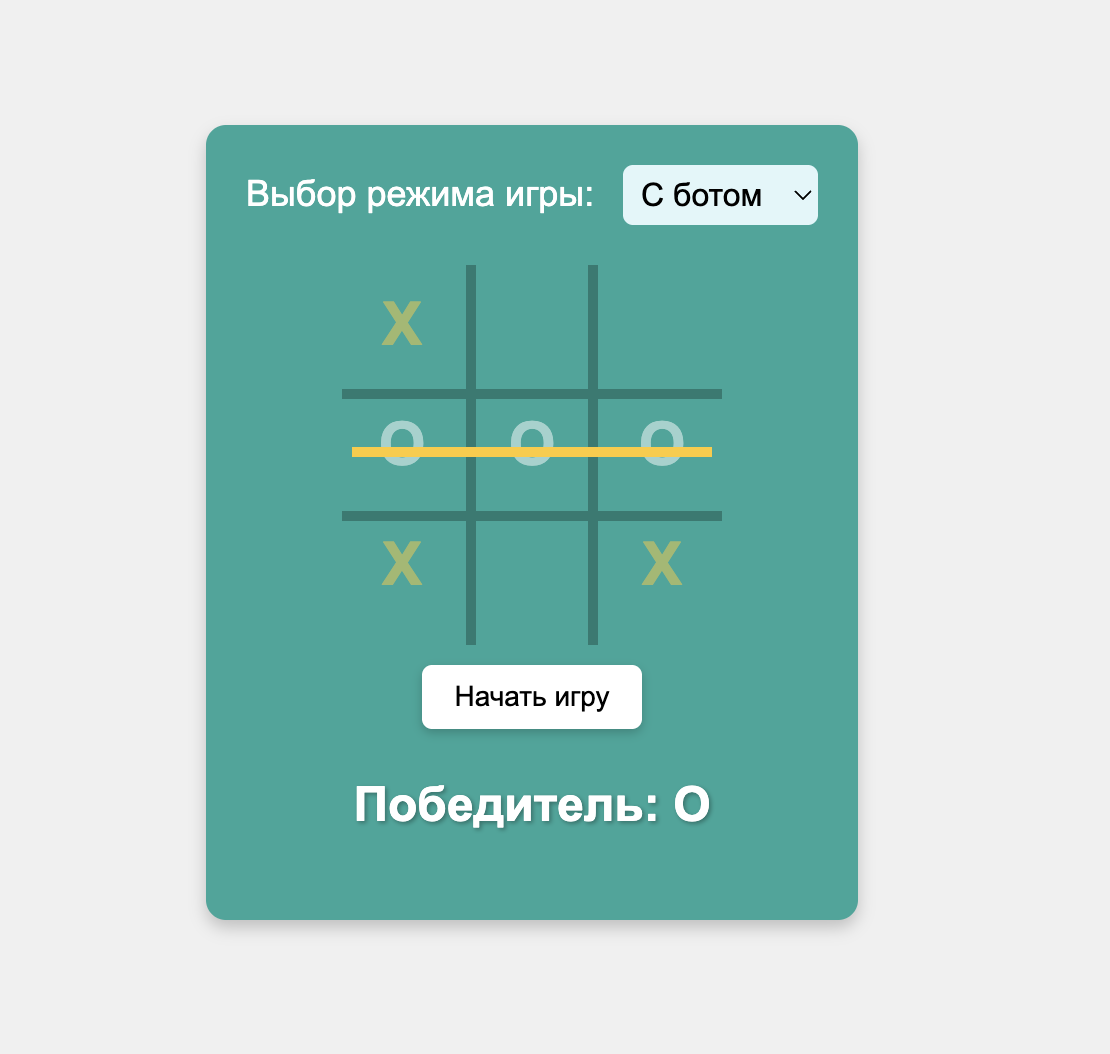 Выбор режима игры: С ботом
X
O O O
X X
Начать игру
Победитель: O